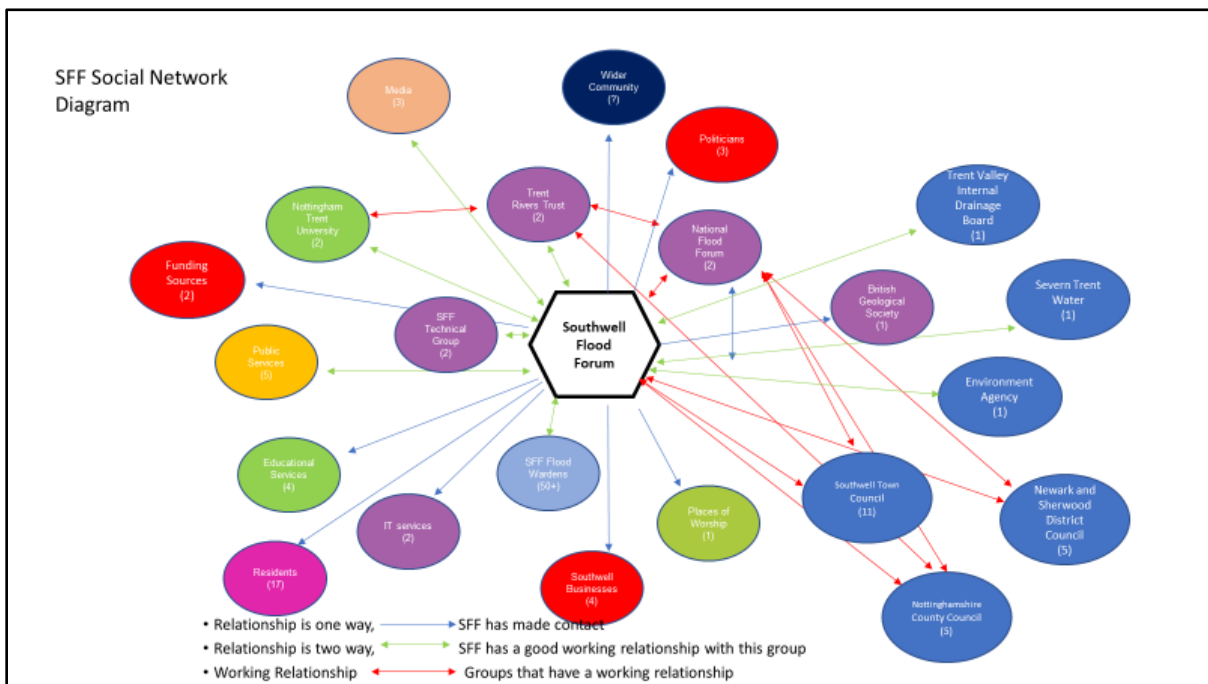 SFF Social Network
Diagram
Media
(3)
Wider
Community
(?)
Politicians
(3)
Trent Valley
Internal
Drainage
Board
(1)
Nottingham
Trent
University
(2)
Trent
Rivers Trust
(2)
National
Flood
Forum
(2)
Funding
Sources
(2)
British
Geological
Society
(1)
Severn Trent
Water
(1)
SFF
Technical
Group
(2)
Southwell
Flood
Forum
Public
Services
(5)
Environment
Agency
(1)
Educational
Services
(4)
SFF Flood
Wardens
(50+)
Southwell Town
Council
(11)
Newark and
Sherwood
District
Council
(5)
IT services
(2)
Places of
Worship
(1)
Residents
(17)
Southwell
Businesses
(4)
Nottinghamshire
County Council
(5)
• Relationship is one way, SFF has made contact
• Relationship is two way, SFF has a good working relationship with this group
• Working Relationship Groups that have a working relationship